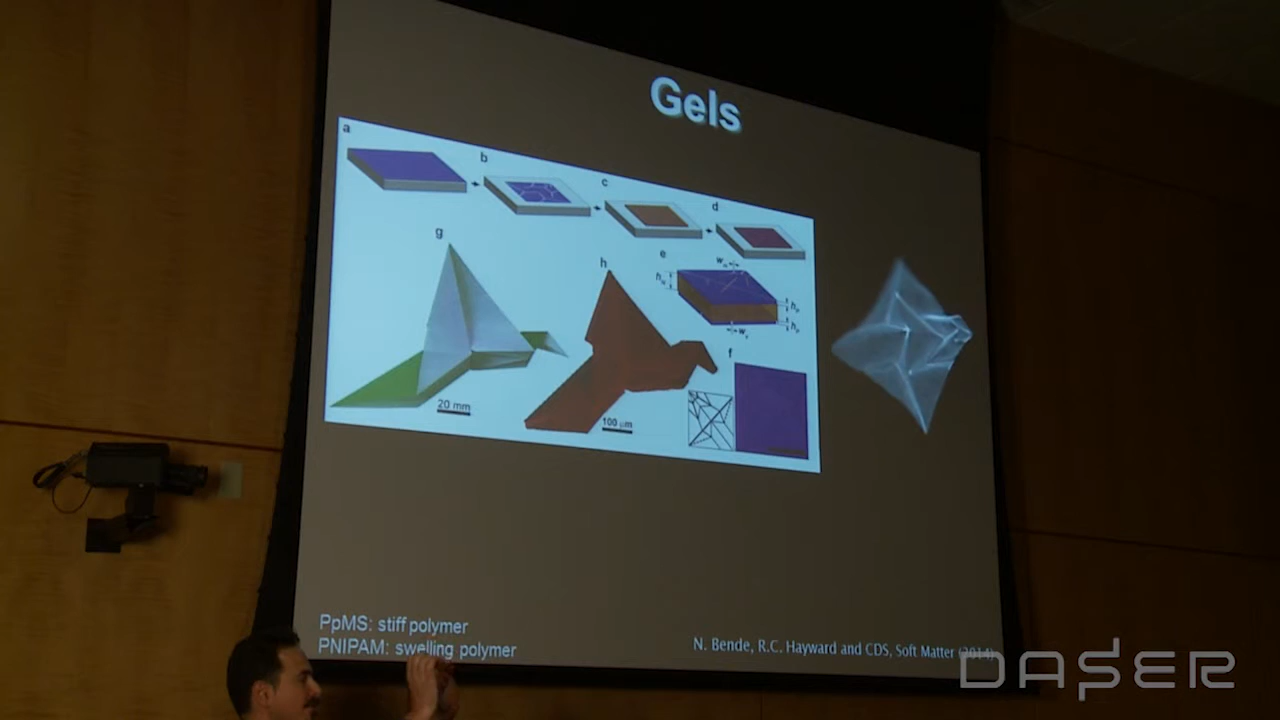 Gels
a
b
c
d
g
h
e
f
20 mm
100 μm
PpMS: stiff polymer
PNIPAM: swelling polymer
N. Bende, R.C. Hayward and CDS, Soft Matter (2014)
DASER